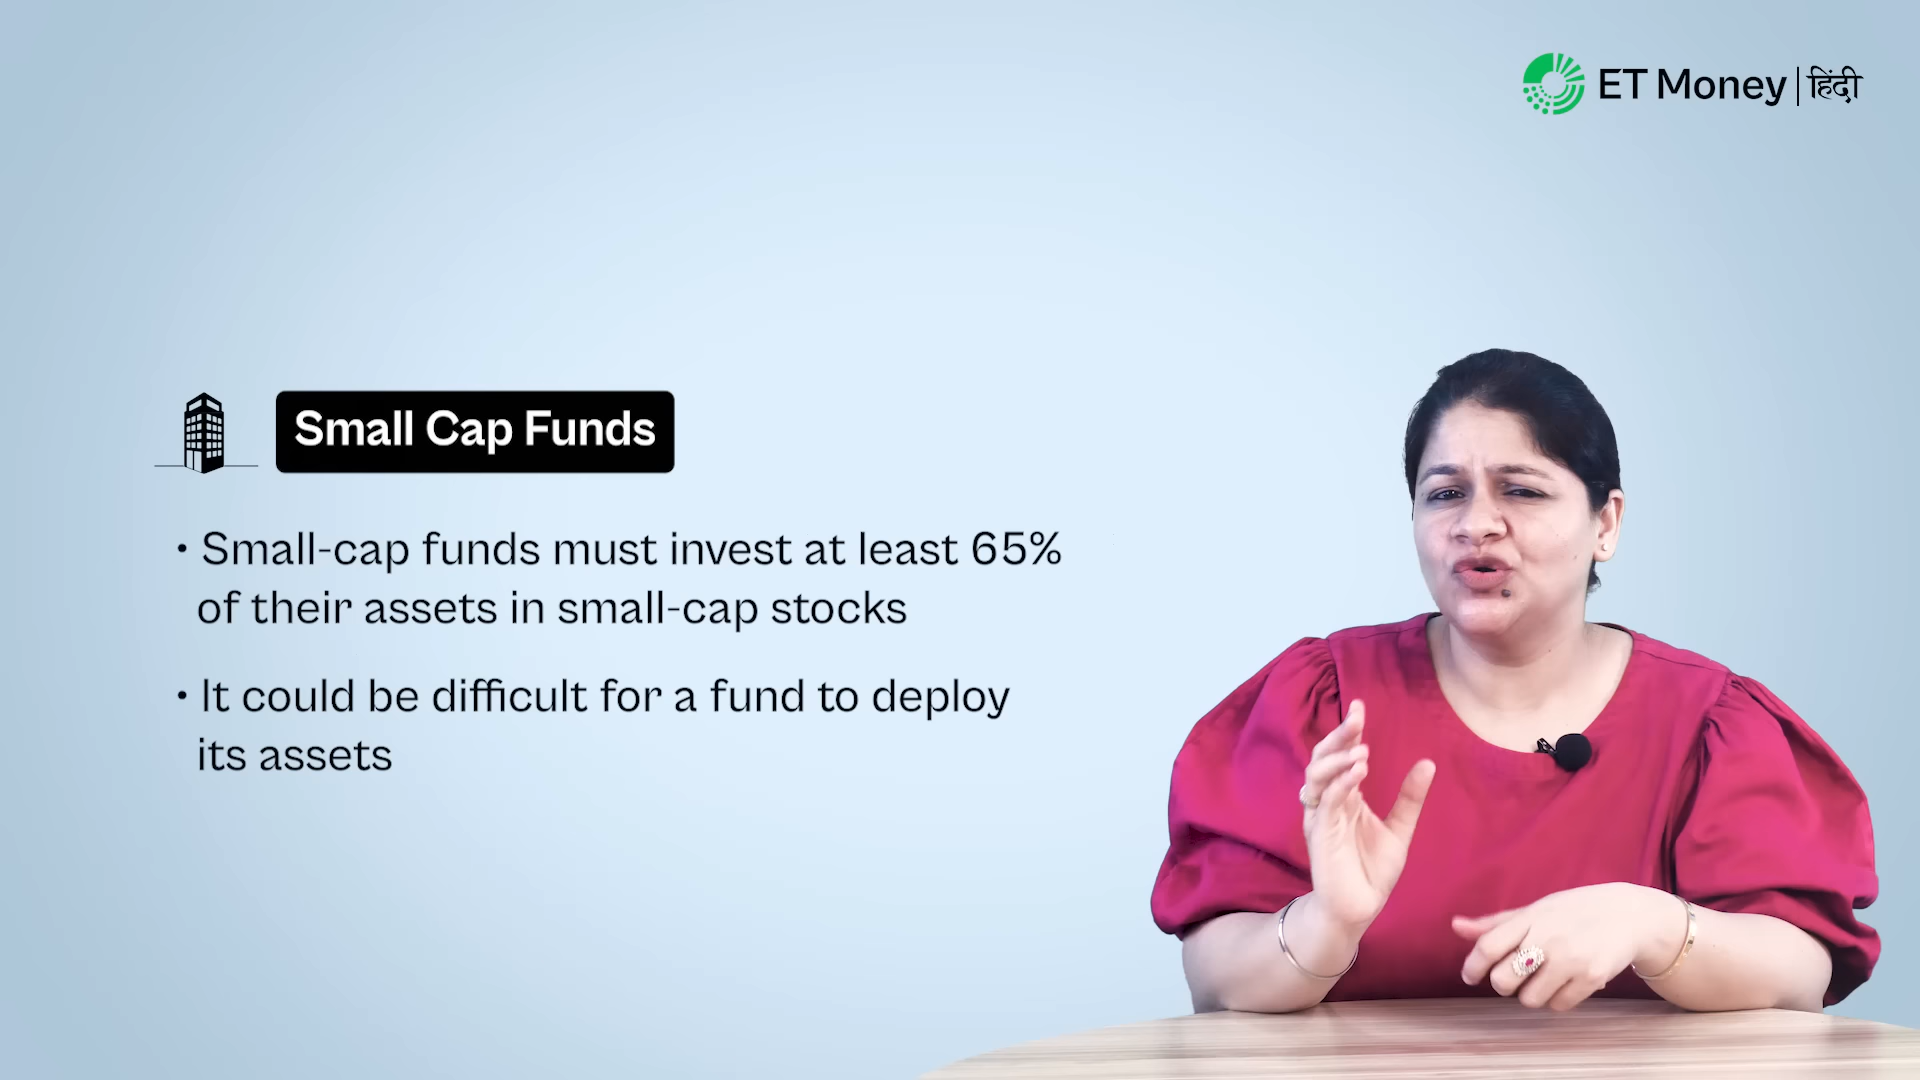 ET Money | हिंदी
Small Cap Funds
• Small-cap funds must invest at least 65%
of their assets in small-cap stocks
• It could be difficult for a fund to deploy
its assets